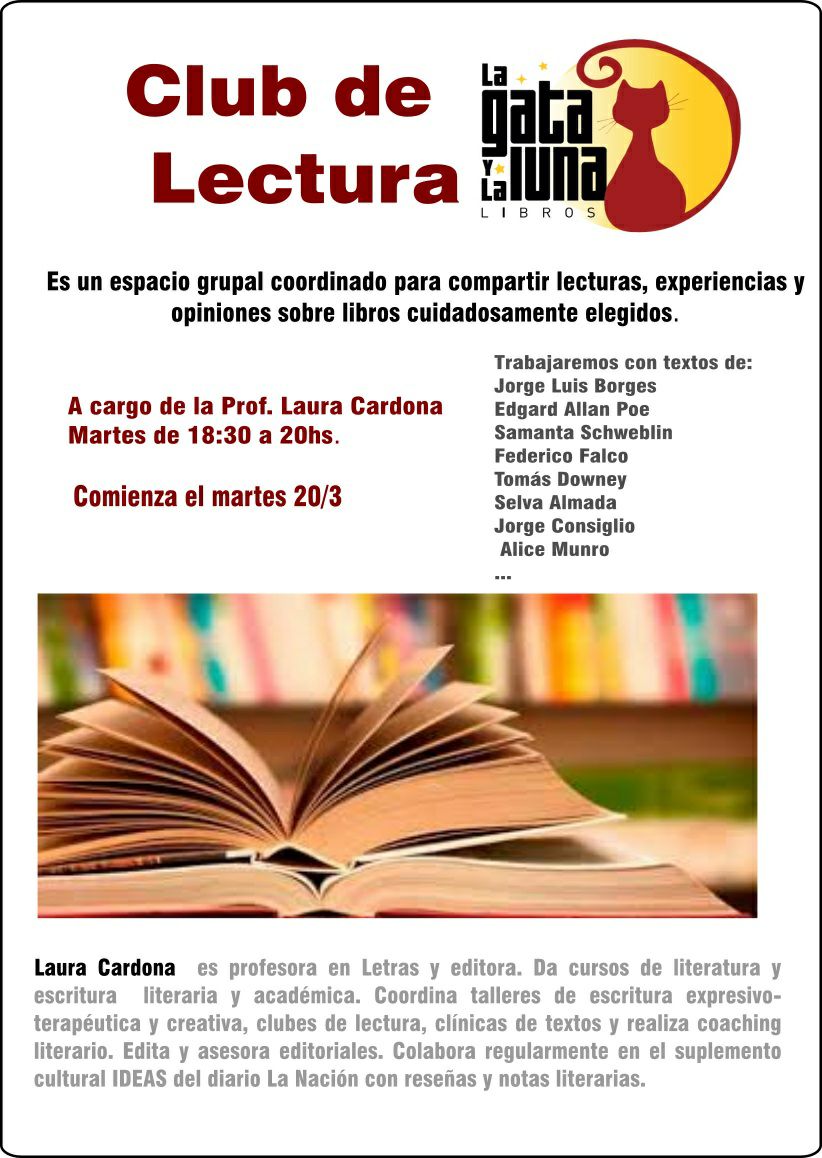 Club de
Lectura
La
gata
y
La luna
LIBROS
Es un espacio grupal coordinado para compartir lecturas, experiencias y
opiniones sobre libros cuidadosamente elegidos.
A cargo de la Prof. Laura Cardona
Martes de 18:30 a 20hs.
Comienza el martes 20/3
Trabajaremos con textos de:
Jorge Luis Borges
Edgard Allan Poe
Samanta Schweblin
Federico Falco
Tomás Downey
Selva Almada
Jorge Consiglio
Alice Munro
...
Laura Cardona es profesora en Letras y editora. Da cursos de literatura y
escritura literaria y académica. Coordina talleres de escritura expresivo-
terapéutica y creativa, clubes de lectura, clínicas de textos y realiza coaching
literario. Edita y asesora editoriales. Colabora regularmente en el suplemento
cultural IDEAS del diario La Nación con reseñas y notas literarias.